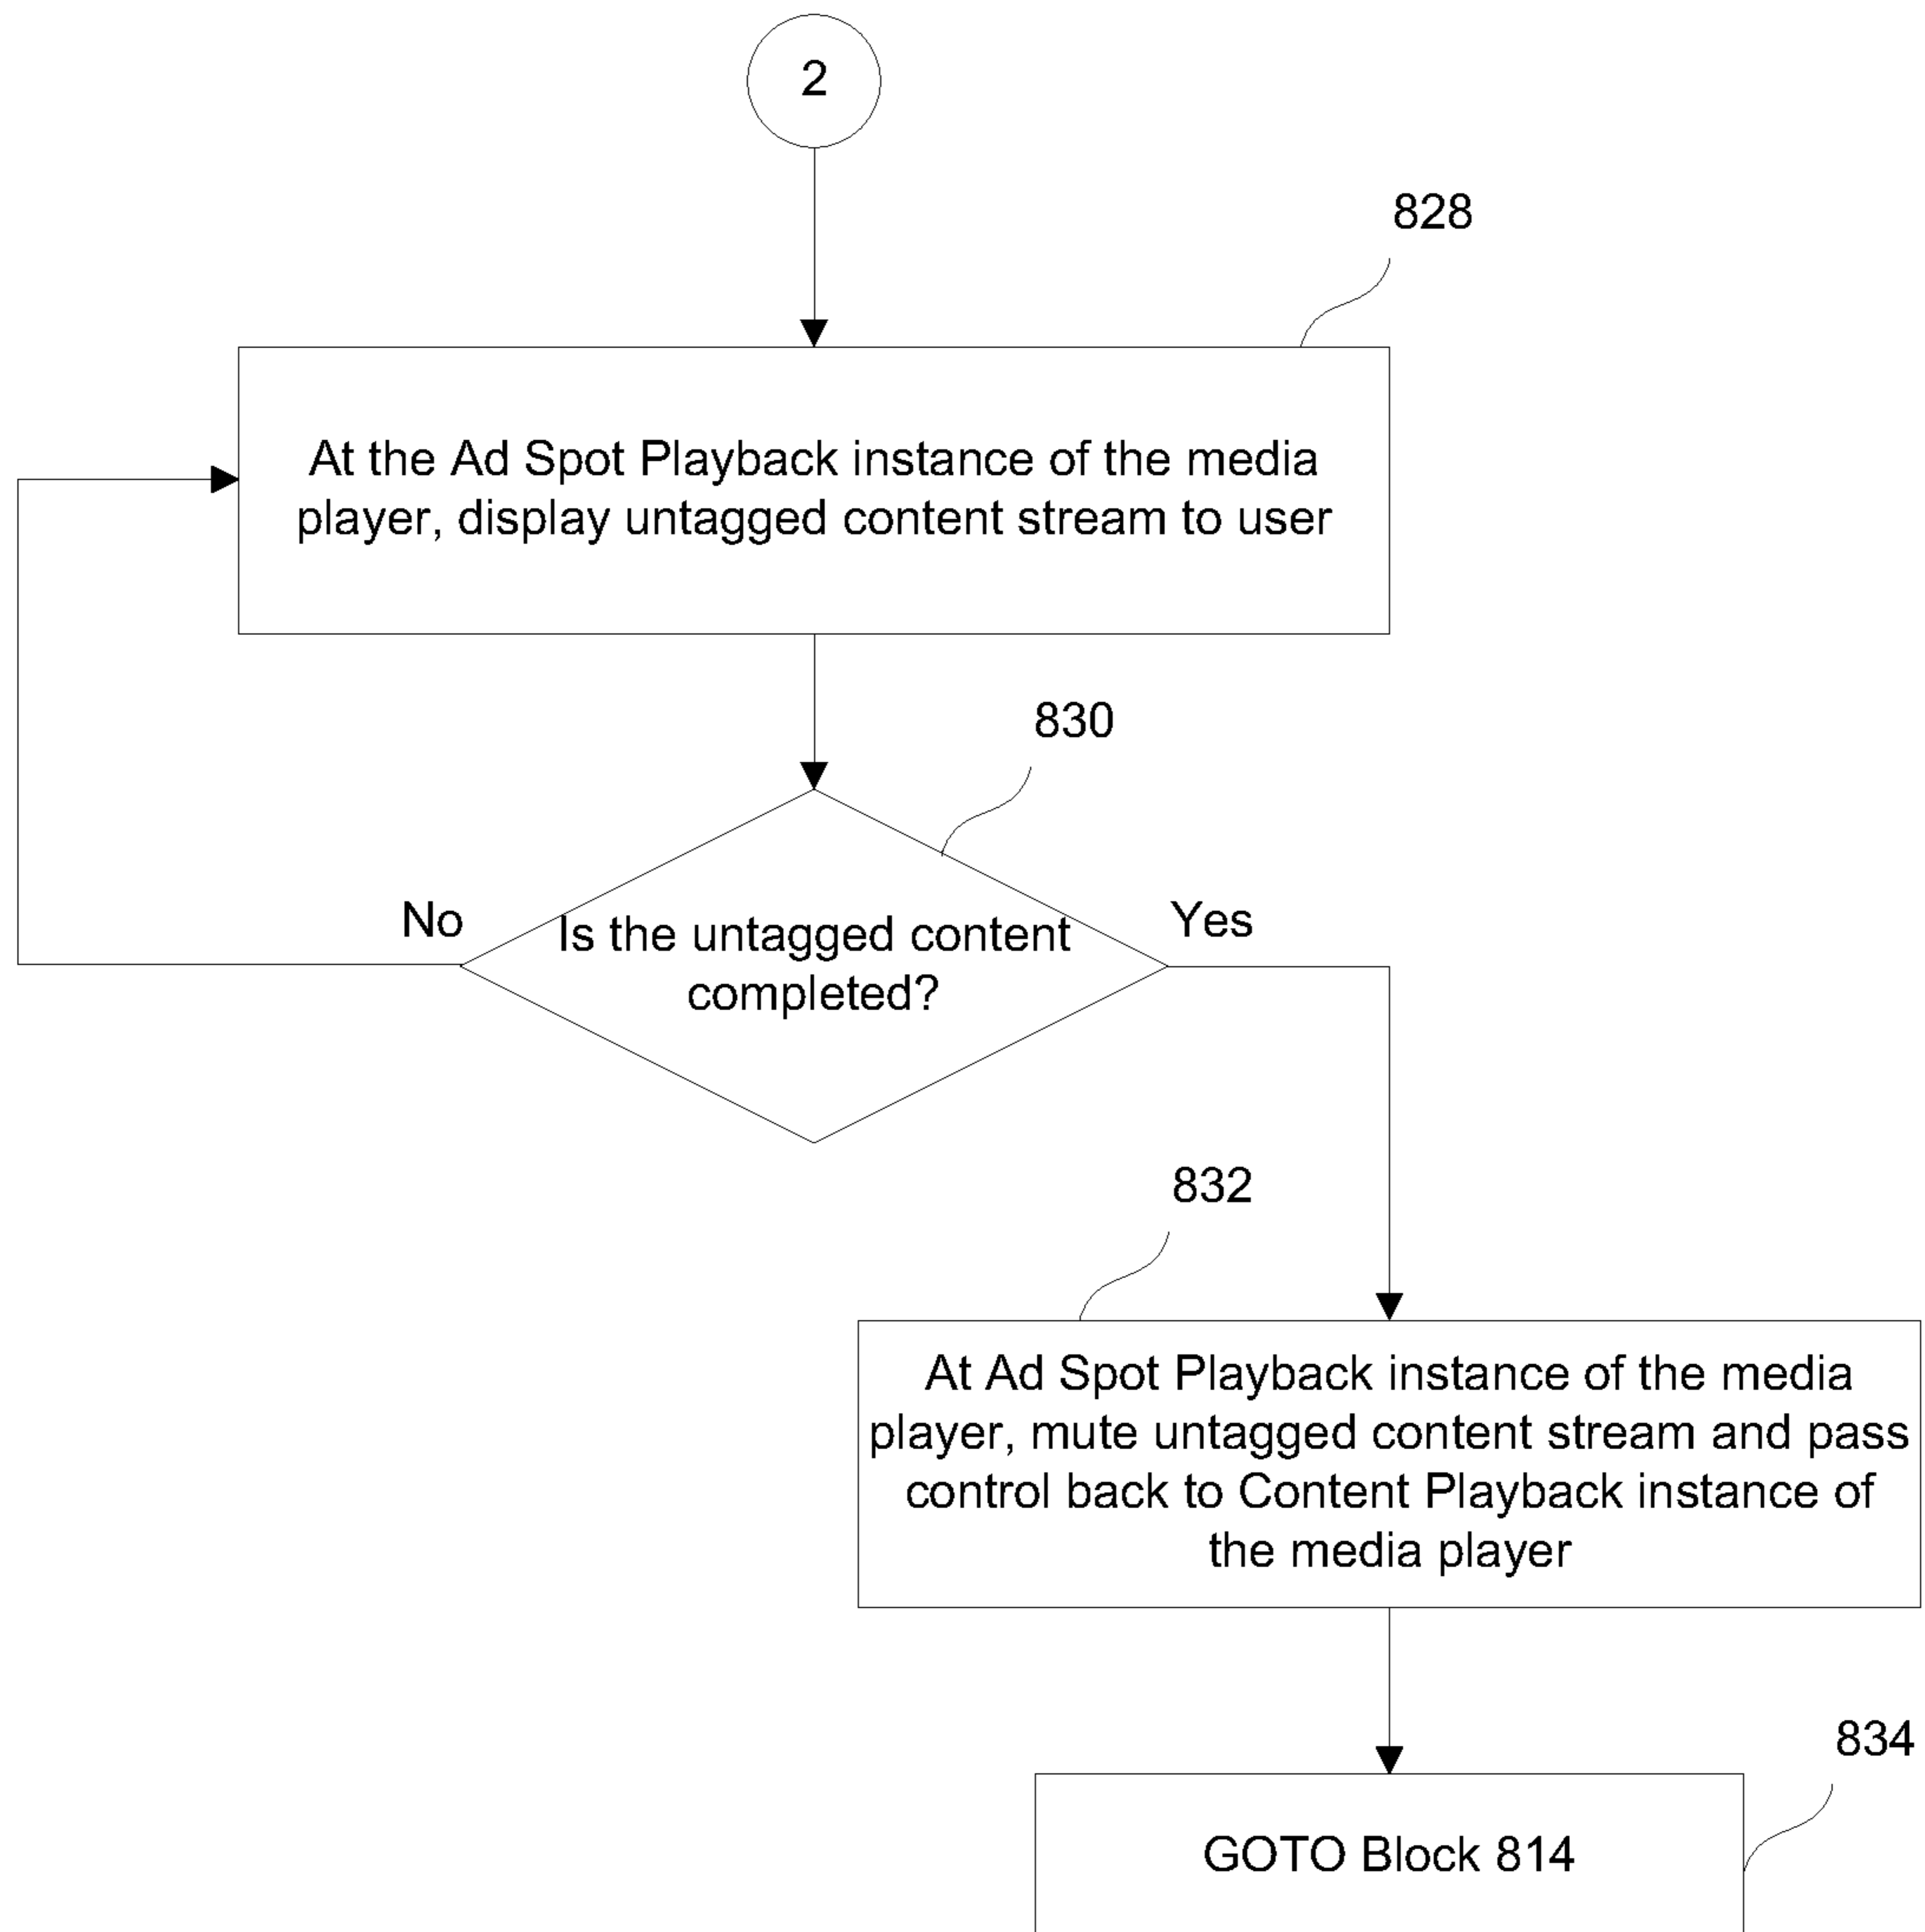 2
828
At the Ad Spot Playback instance of the media
player, display untagged content stream to user
830
No
Yes
Is the untagged content
completed?
832
At Ad Spot Playback instance of the media
player, mute untagged content stream and pass
control back to Content Playback instance of
the media player
834
GOTO Block 814